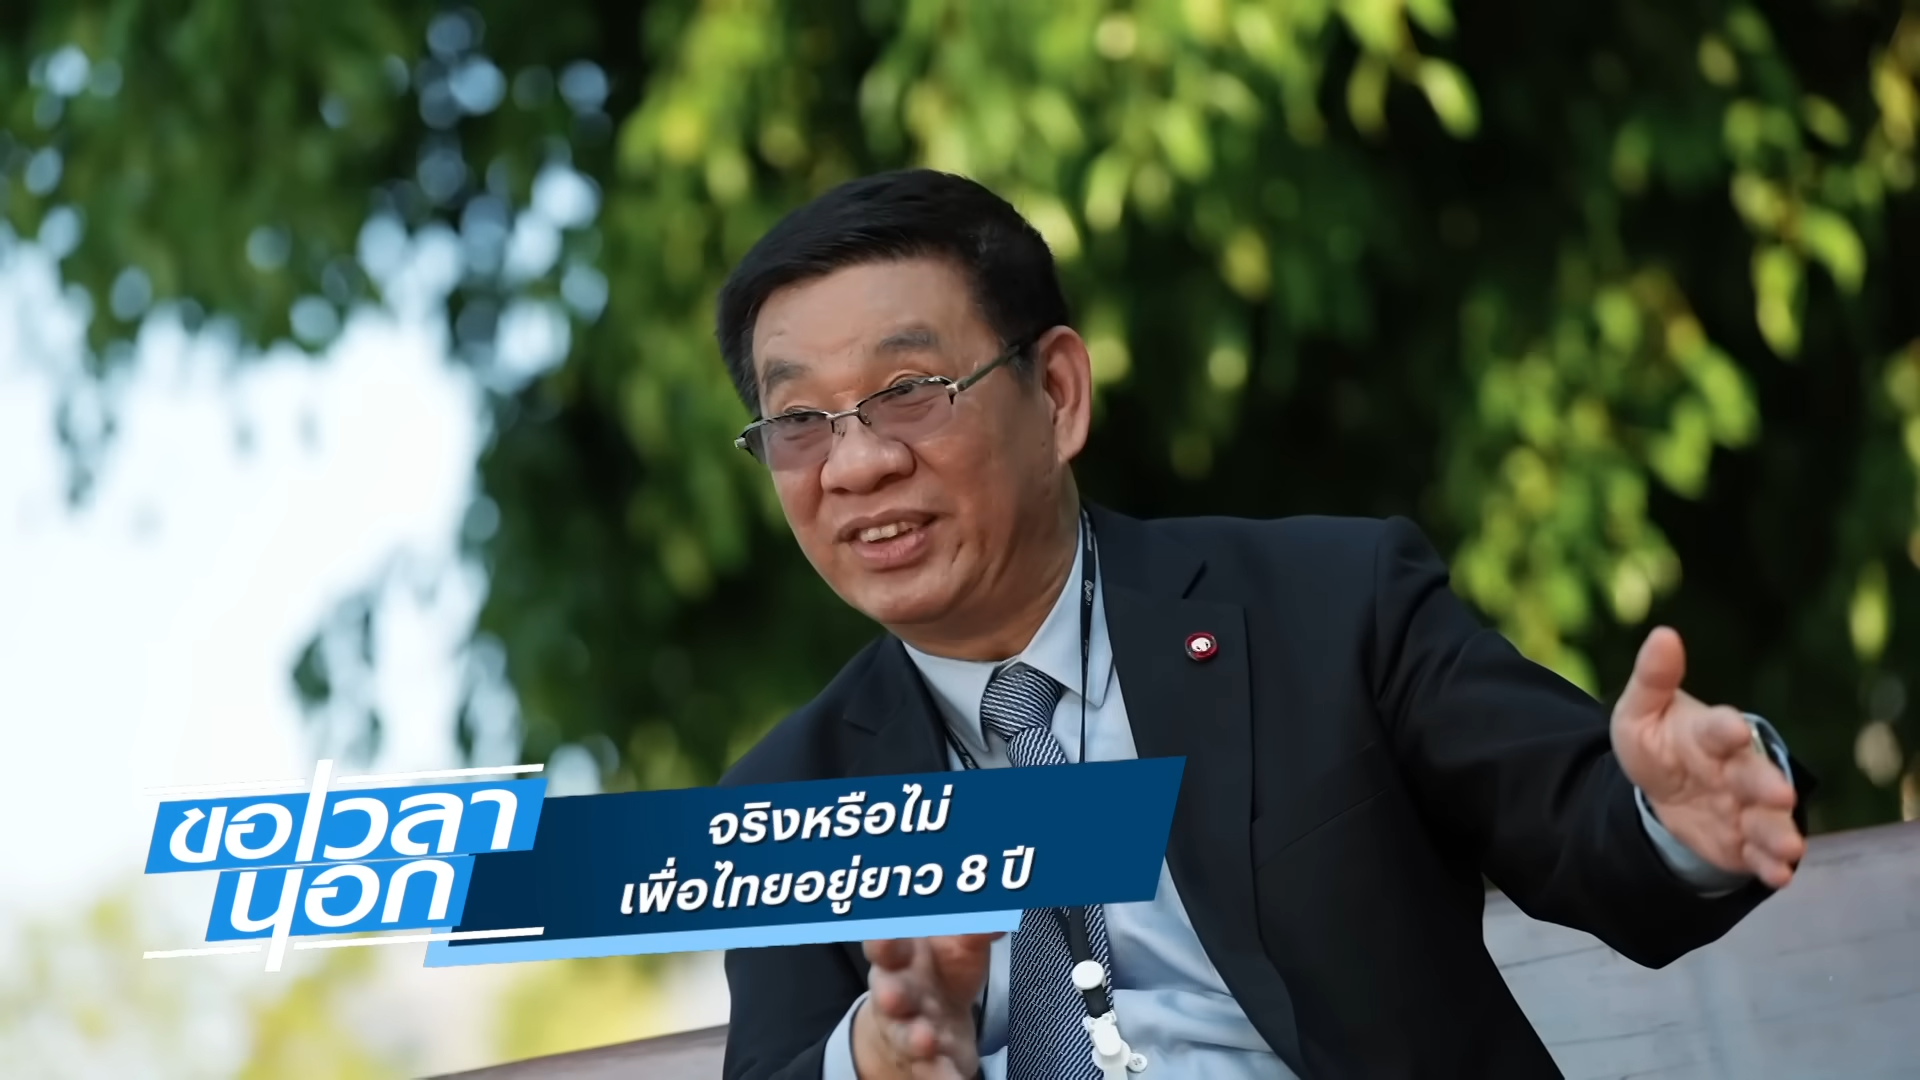 ขอเวลา
นอก
จริงหรือไม่
เพื่อไทยอยู่ยาว 8 ปี